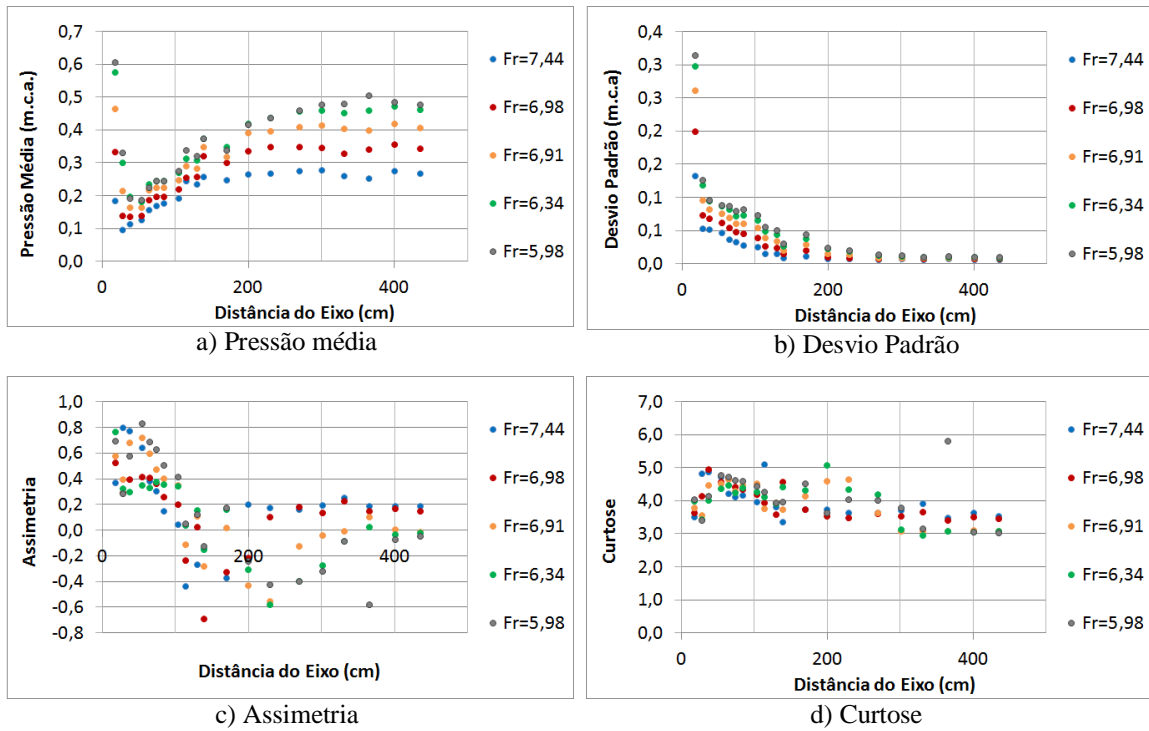 0,7
0,6
0,5
0,4
0,3
0,2
0,1
0,0
Pressão Média (m.c.a.)
0 200 400
Distância do Eixo (cm)
Fr=7,44
Fr=6,98
Fr=6,91
Fr=6,34
Fr=5,98
a) Pressão média
0,4
0,3
0,3
0,2
0,2
0,1
0,1
0,0
Desvio Padrão (m.c.a)
0 200 400
Distância do Eixo (cm)
Fr=7,44
Fr=6,98
Fr=6,91
Fr=6,34
Fr=5,98
b) Desvio Padrão
1,0
0,8
0,6
0,4
0,2
0,0
-0,2
-0,4
-0,6
-0,8
Assimetria
0 200 400
Distância do Eixo (cm)
Fr=7,44
Fr=6,98
Fr=6,91
Fr=6,34
Fr=5,98
c) Assimetria
7,0
6,0
5,0
4,0
3,0
2,0
1,0
0,0
Curtose
0 200 400
Distância do Eixo (cm)
Fr=7,44
Fr=6,98
Fr=6,91
Fr=6,34
Fr=5,98
d) Curtose